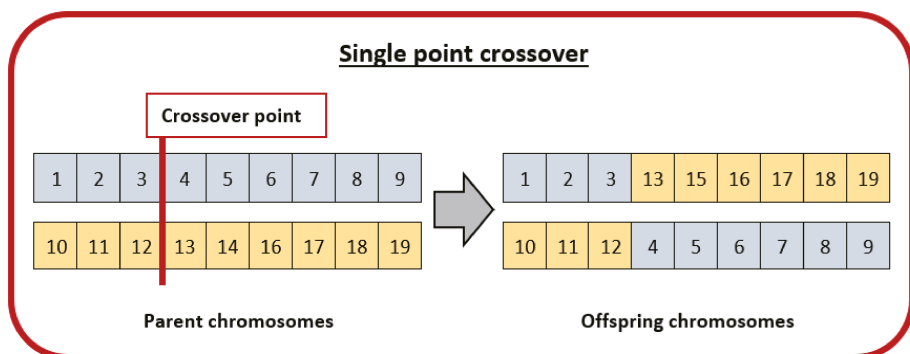 Single point crossover
Crossover point
1 2 3 4 5 6 7 8 9 1 2 3 13 15 16 17 18 19
10 11 12 13 14 16 17 18 19 10 11 12 4 5 6 7 8 9
Parent chromosomes Offspring chromosomes